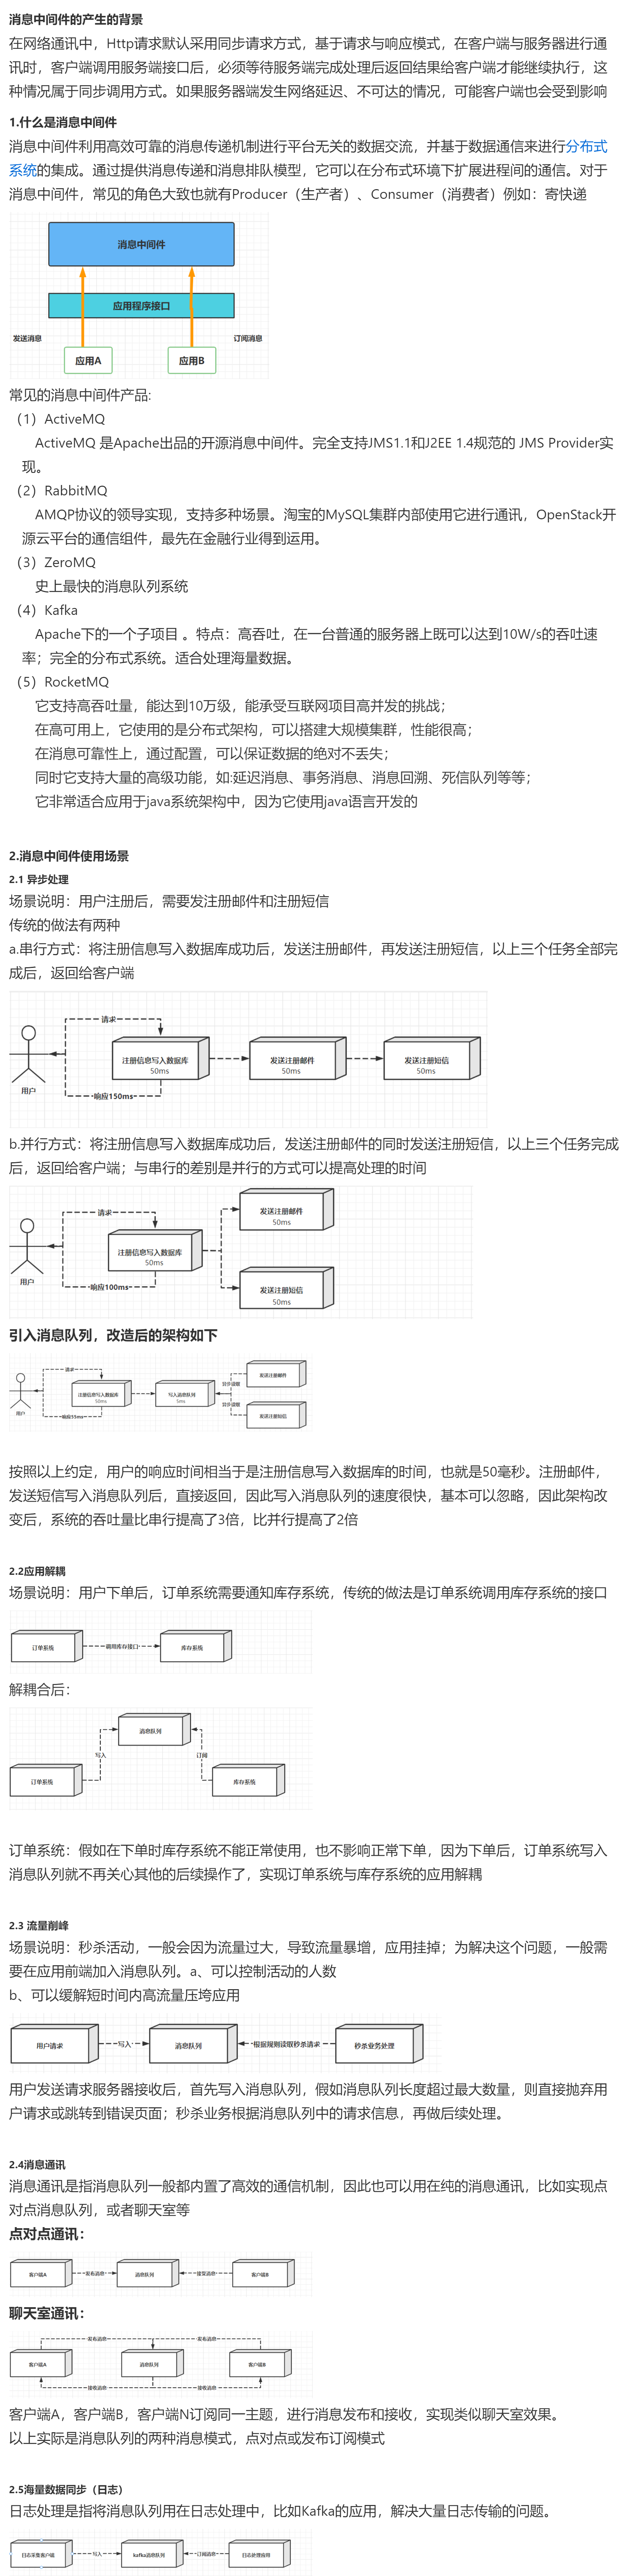 消息中间件的产生的背景
在网络通讯中，Http请求默认采用同步请求方式，基于请求与响应模式，在客户端与服务器进行通
讯时，客户端调用服务端接口后，必须等待服务端完成处理后返回结果给客户端才能继续执行，这
种情况属于同步调用方式。如果服务器端发生网络延迟、不可达的情况，可能客户端也会受到影响
1.什么是消息中间件
消息中间件利用高效可靠的消息传递机制进行平台无关的数据交流，并基于数据通信来进行分布式
系统的集成。通过提供消息传递和消息排队模型，它可以在分布式环境下扩展进程间的通信。对于
消息中间件，常见的角色大致也就有Producer（生产者）、Consumer（消费者）例如：寄快递
消息中间件
应用程序接口
发送消息
订阅消息
应用A
应用B
常见的消息中间件产品:
（1）ActiveMQ
ActiveMQ 是Apache出品的开源消息中间件。完全支持JMS1.1和J2EE 1.4规范的 JMS Provider实
现。
（2）RabbitMQ
AMQP协议的领导实现，支持多种场景。淘宝的MySQL集群内部使用它进行通讯，OpenStack开
源云平台的通信组件，最先在金融行业得到运用。
（3）ZeroMQ
史上最快的消息队列系统
（4）Kafka
Apache下的一个子项目 。特点：高吞吐，在一台普通的服务器上既可以达到10W/s的吞吐速
率；完全的分布式系统。适合处理海量数据。
（5）RocketMQ
它支持高吞吐量，能达到10万级，能承受互联网项目高并发的挑战；
在高可用上，它使用的是分布式架构，可以搭建大规模集群，性能很高；
在消息可靠性上，通过配置，可以保证数据的绝对不丢失；
同时它支持大量的高级功能，如:延迟消息、事务消息、消息回溯、死信队列等等；
它非常适合应用于java系统架构中，因为它使用java语言开发的
2.消息中间件使用场景
2.1 异步处理
场景说明：用户注册后，需要发注册邮件和注册短信
传统的做法有两种
a.串行方式：将注册信息写入数据库成功后，发送注册邮件，再发送注册短信，以上三个任务全部完
成后，返回给客户端
请求
注册信息写入数据库
50ms
发送注册邮件
50ms
发送注册短信
50ms
用户
响应150ms
b.并行方式：将注册信息写入数据库成功后，发送注册邮件的同时发送注册短信，以上三个任务完成
后，返回给客户端；与串行的差别是并行的方式可以提高处理的时间
请求
发送注册邮件
50ms
注册信息写入数据库
50ms
用户
响应100ms
发送注册短信
50ms
引入消息队列，改造后的架构如下
请求
发送注册邮件
异步读取
注册信息写入数据库
50ms
写入消息队列
5ms
用户
响应55ms
异步读取
发送注册短信
按照以上约定，用户的响应时间相当于是注册信息写入数据库的时间，也就是50毫秒。注册邮件，
发送短信写入消息队列后，直接返回，因此写入消息队列的速度很快，基本可以忽略，因此架构改
变后，系统的吞吐量比串行提高了3倍，比并行提高了2倍
2.2应用解耦
场景说明：用户下单后，订单系统需要通知库存系统，传统的做法是订单系统调用库存系统的接口
订单系统
调用库存接口
库存系统
解耦合后：
消息队列
写入
订阅
订单系统
库存系统
订单系统：假如在下单时库存系统不能正常使用，也不影响正常下单，因为下单后，订单系统写入
消息队列就不再关心其他的后续操作了，实现订单系统与库存系统的应用解耦
2.3 流量削峰
场景说明：秒杀活动，一般会因为流量过大，导致流量暴增，应用挂掉；为解决这个问题，一般需
要在应用前端加入消息队列。a、可以控制活动的人数
b、可以缓解短时间内高流量压垮应用
用户请求
写入
消息队列
根据规则读取秒杀请求
秒杀业务处理
用户发送请求服务器接收后，首先写入消息队列，假如消息队列长度超过最大数量，则直接抛弃用
户请求或跳转到错误页面；秒杀业务根据消息队列中的请求信息，再做后续处理。
2.4消息通讯
消息通讯是指消息队列一般都内置了高效的通信机制，因此也可以用在纯的消息通讯，比如实现点
对点消息队列，或者聊天室等
点对点通讯：
客户端A
发布消息
消息队列
接受消息
客户端B
聊天室通讯：
发布消息
发布消息
客户端A
消息队列
客户端B
接收消息
接收消息
客户端A，客户端B，客户端N订阅同一主题，进行消息发布和接收，实现类似聊天室效果。
以上实际是消息队列的两种消息模式，点对点或发布订阅模式
2.5海量数据同步（日志）
日志处理是指将消息队列用在日志处理中，比如Kafka的应用，解决大量日志传输的问题。
日志采集客户端
写入
kafka消息队列
订阅消息
日志处理应用